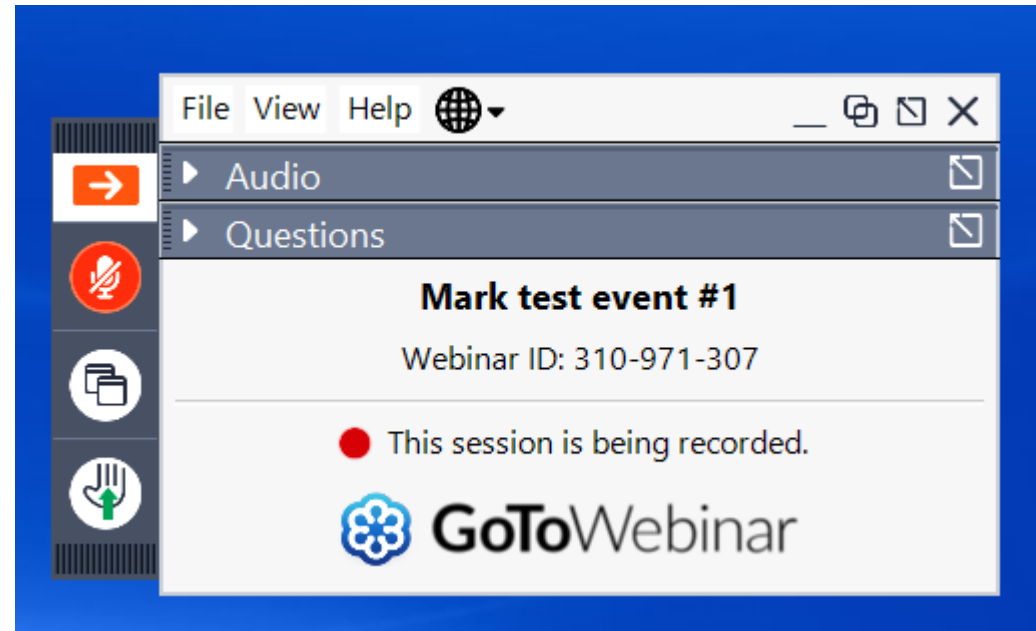 File View Help
Audio
Questions
Mark test event #1
Webinar ID: 310-971-307
This session is being recorded.
GoToWebinar